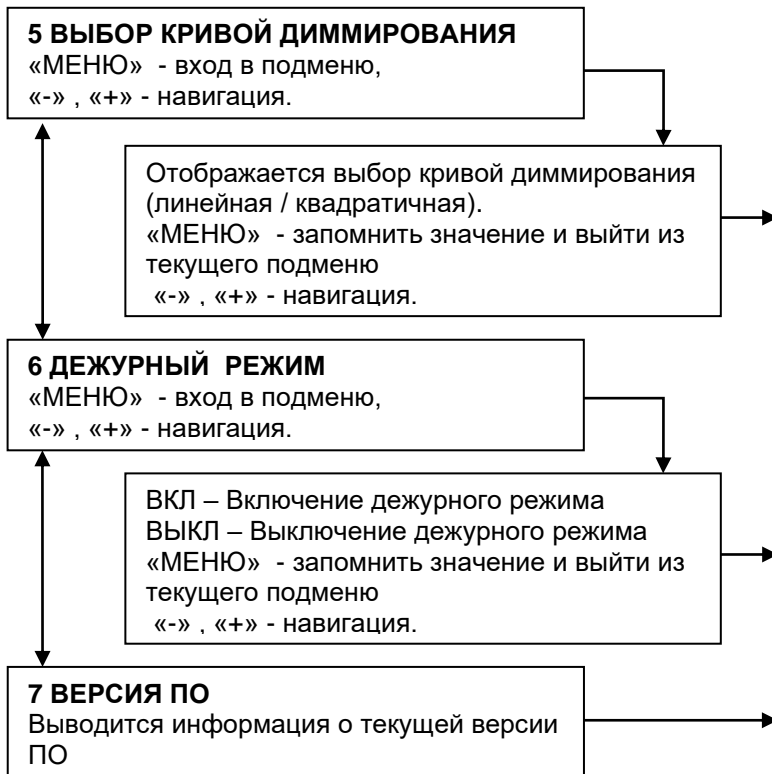 5 ВЫБОР КРИВОЙ ДИММИРОВАНИЯ
«МЕНЮ» - вход в подменю,
«-» , «+» - навигация.
Отображается выбор кривой диммирования
(линейная / квадратичная).
«МЕНЮ» - запомнить значение и выйти из
текущего подменю
«-» , «+» - навигация.
6 ДЕЖУРНЫЙ РЕЖИМ
«МЕНЮ» - вход в подменю,
«-» , «+» - навигация.
ВКЛ – Включение дежурного режима
ВЫКЛ – Выключение дежурного режима
«МЕНЮ» - запомнить значение и выйти из
текущего подменю
«-» , «+» - навигация.
7 ВЕРСИЯ ПО
Выводится информация о текущей версии
ПО